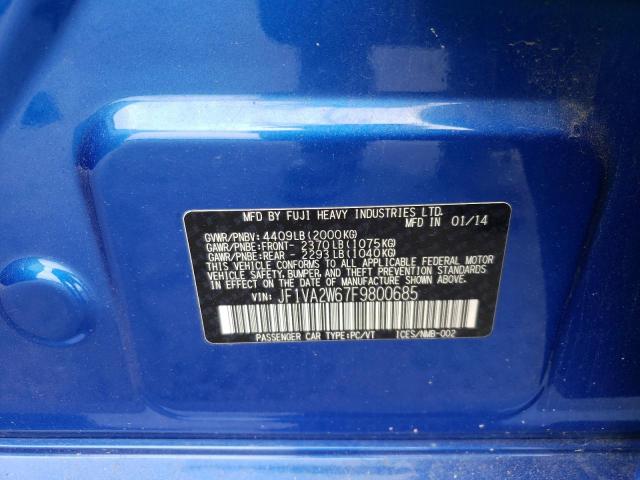 MFD BY FUJI HEAVY INDUSTRIES LTD.
MFD IN 01/14
GVWR/PNBV: 4409LB(2000KG)
GAWR/PNBE:FRONT- 2370LB(1075KG)
GAWR/PNBE:REAR - 2293LB(1040KG)
THIS VEHICLE CONFORMS TO ALL APPLICABLE FEDERAL MOTOR
VEHICLE SAFETY, BUMPER, AND THEFT PREVENTION STANDARDS
IN EFFECT ON THE DATE OF MANUFACTURE SHOWN ABOVE.
VIN: JF1VA2W67F9800685
PASSENGER CAR TYPE:PC/VT ICES/NMB-002